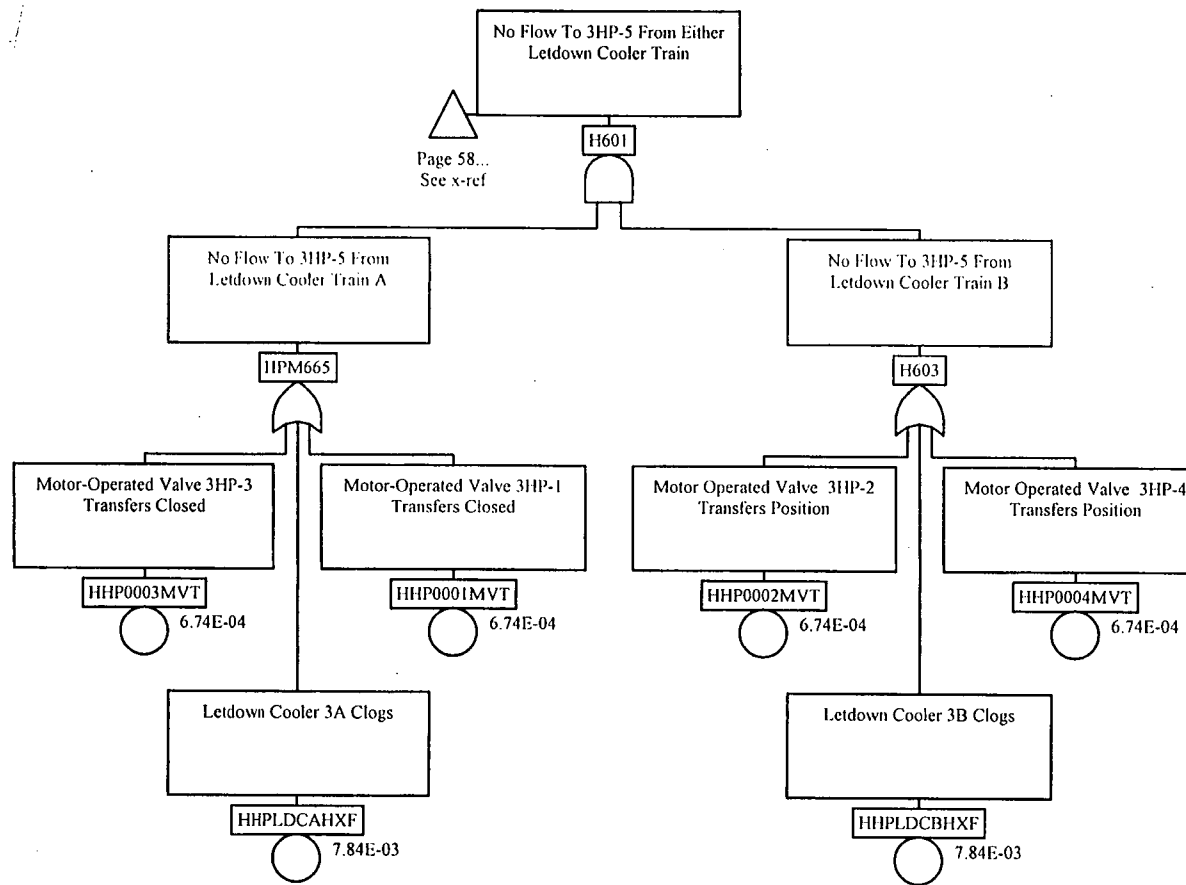 No Flow To 3HP-5 From Either
Letdown Cooler Train
H601
Page 58...
See x-ref
No Flow To 3HP-5 From
Letdown Cooler Train A
No Flow To 3HP-5 From
Letdown Cooler Train B
HPM665
H603
Motor-Operated Valve 3HP-3
Transfers Closed
Motor-Operated Valve 3HP-1
Transfers Closed
Motor Operated Valve 3HP-2
Transfers Position
Motor Operated Valve 3HP-4
Transfers Position
HHP0003MVT
6.74E-04
HHP0001MVT
6.74E-04
HHP0002MVT
6.74E-04
HHP0004MVT
6.74E-04
Letdown Cooler 3A Clogs
Letdown Cooler 3B Clogs
HHPLDCAHXF
7.84E-03
HHPLDCBHXF
7.84E-03